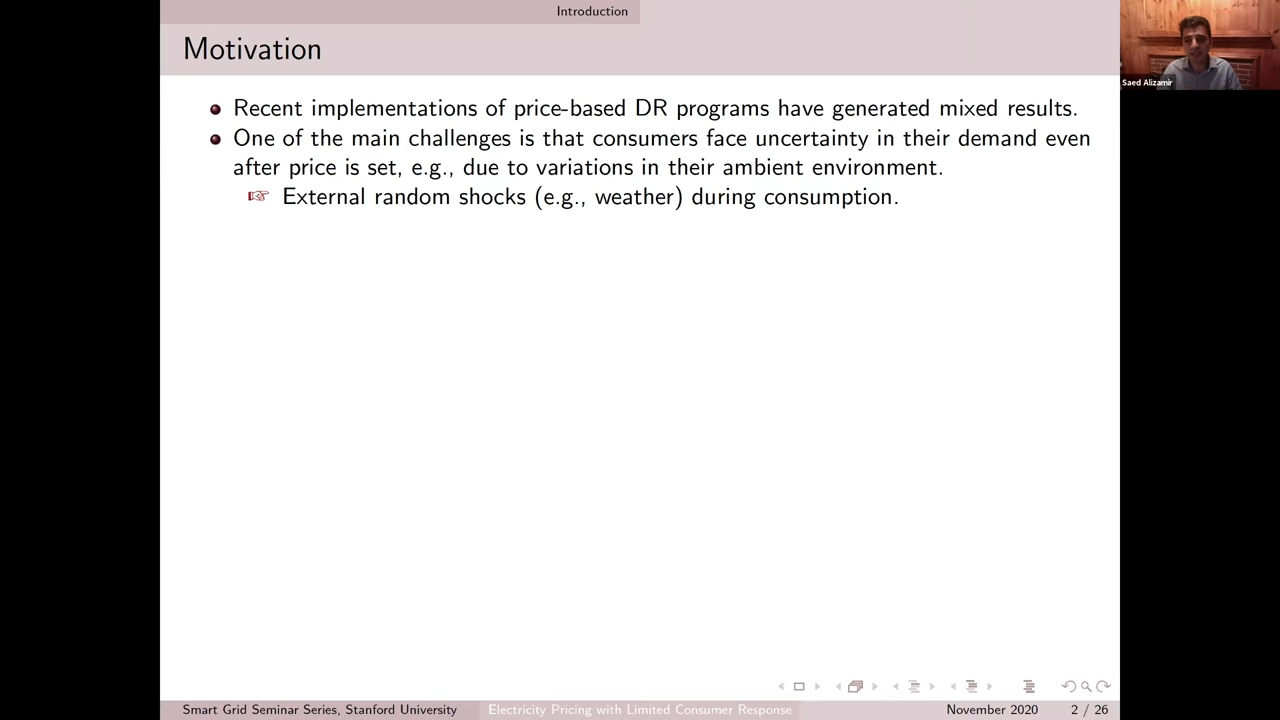 Introduction
Motivation
Recent implementations of price-based DR programs have generated mixed results.
One of the main challenges is that consumers face uncertainty in their demand even
after price is set, e.g., due to variations in their ambient environment.
External random shocks (e.g., weather) during consumption.
Saed Alizamir
Smart Grid Seminar Series, Stanford University
Electricity Pricing with Limited Consumer Response
November 2020
2 / 26